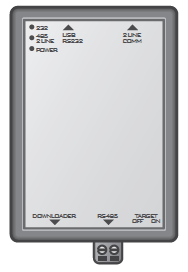 232
485
2 LINE
POWER
USB
RS232
2 LINE
COMM
DOWNLOADER
RS485
TARGET
OFF ON